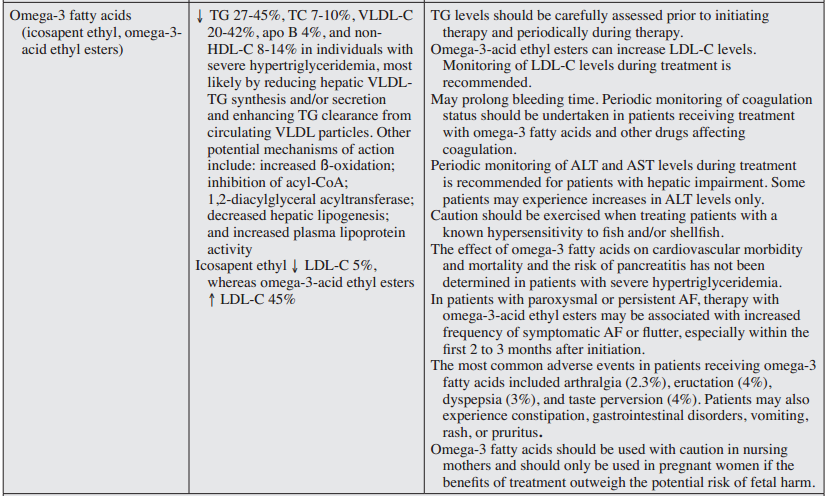 Omega-3 fatty acids
(icosapent ethyl, omega-3-
acid ethyl esters)
↓ TG 27-45%, TC 7-10%, VLDL-C
20-42%, apo B 4%, and non-
HDL-C 8-14% in individuals with
severe hypertriglyceridemia, most
likely by reducing hepatic VLDL-
TG synthesis and/or secretion
and enhancing TG clearance from
circulating VLDL particles. Other
potential mechanisms of action
include: increased ß-oxidation;
inhibition of acyl-CoA;
1,2-diacylglyceral acyltransferase;
decreased hepatic lipogenesis;
and increased plasma lipoprotein
activity
Icosapent ethyl ↓ LDL-C 5%,
whereas omega-3-acid ethyl esters
↑ LDL-C 45%
TG levels should be carefully assessed prior to initiating
therapy and periodically during therapy.
Omega-3-acid ethyl esters can increase LDL-C levels.
Monitoring of LDL-C levels during treatment is
recommended.
May prolong bleeding time. Periodic monitoring of coagulation
status should be undertaken in patients receiving treatment
with omega-3 fatty acids and other drugs affecting
coagulation.
Periodic monitoring of ALT and AST levels during treatment
is recommended for patients with hepatic impairment. Some
patients may experience increases in ALT levels only.
Caution should be exercised when treating patients with a
known hypersensitivity to fish and/or shellfish.
The effect of omega-3 fatty acids on cardiovascular morbidity
and mortality and the risk of pancreatitis has not been
determined in patients with severe hypertriglyceridemia.
In patients with paroxysmal or persistent AF, therapy with
omega-3-acid ethyl esters may be associated with increased
frequency of symptomatic AF or flutter, especially within the
first 2 to 3 months after initiation.
The most common adverse events in patients receiving omega-3
fatty acids included arthralgia (2.3%), eructation (4%),
dyspepsia (3%), and taste perversion (4%). Patients may also
experience constipation, gastrointestinal disorders, vomiting,
rash, or pruritus.
Omega-3 fatty acids should be used with caution in nursing
mothers and should only be used in pregnant women if the
benefits of treatment outweigh the potential risk of fetal harm.